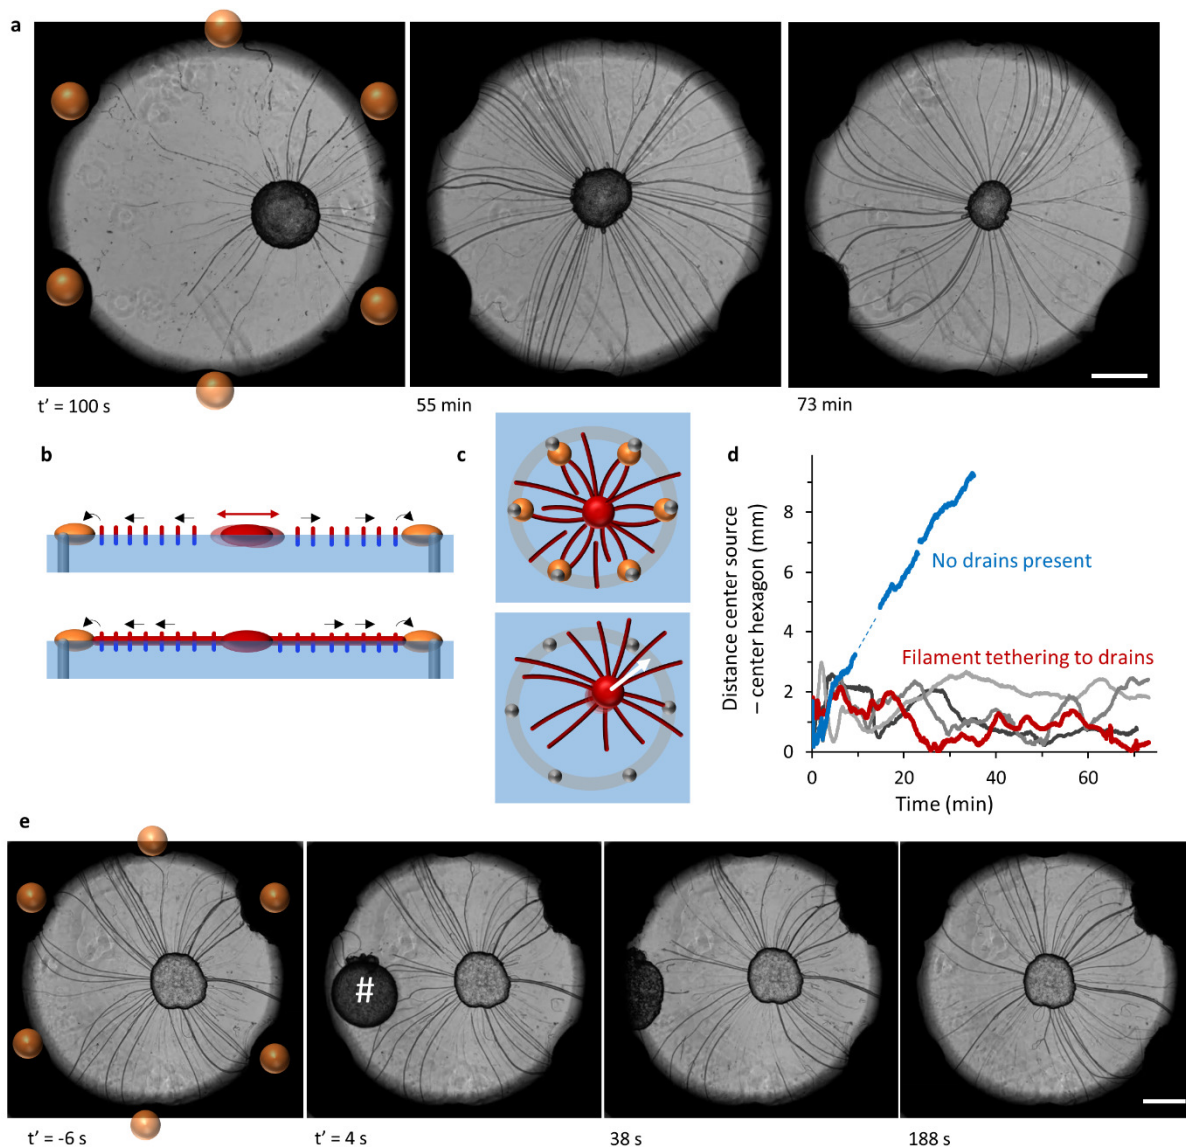 a
t’ = 100 s
55 min
73 min
b
c
d
Distance center source
– center hexagon (mm)
8
6
4
2
0
No drains present
Filament tethering to drains
0
20
40
60
Time (min)
e
#
t’ = -6 s
t’ = 4 s
38 s
188 s